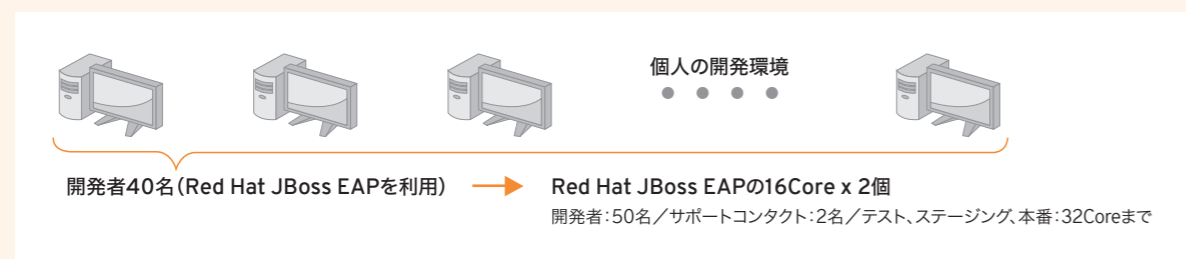 個人の開発環境
開発者40名(Red Hat JBoss EAPを利用)
Red Hat JBoss EAPの16Core x 2個
開発者:50名/サポートコンタクト:2名/テスト、ステージング、本番:32Coreまで